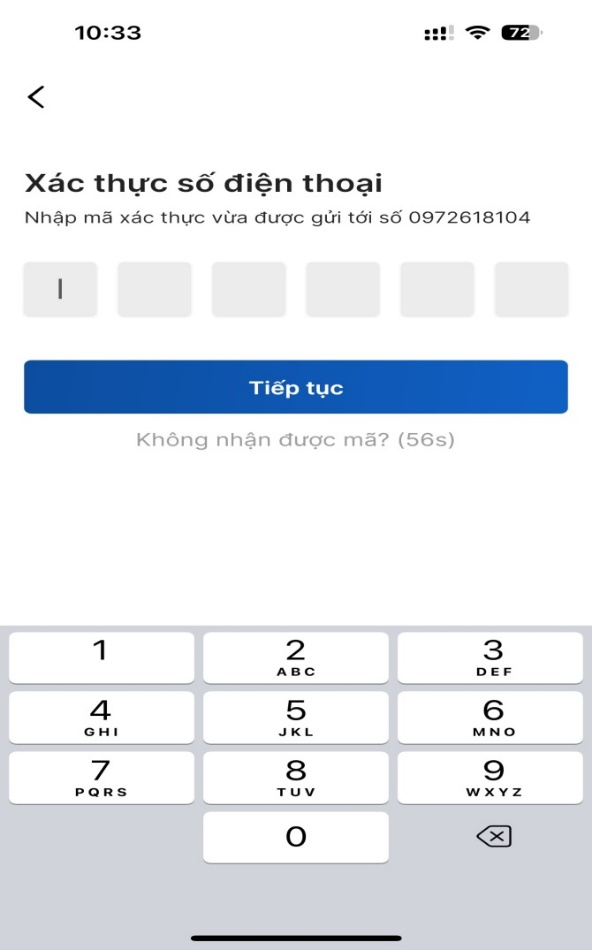 10:33
72
Xác thực số điện thoại
Nhập mã xác thực vừa được gửi tới số 0972618104
Tiếp tục
Không nhận được mã? (56s)
1 2 3
ABC DEF
4 5 6
GHI JKL MNO
7 8 9
PQRS TUV WXYZ
0